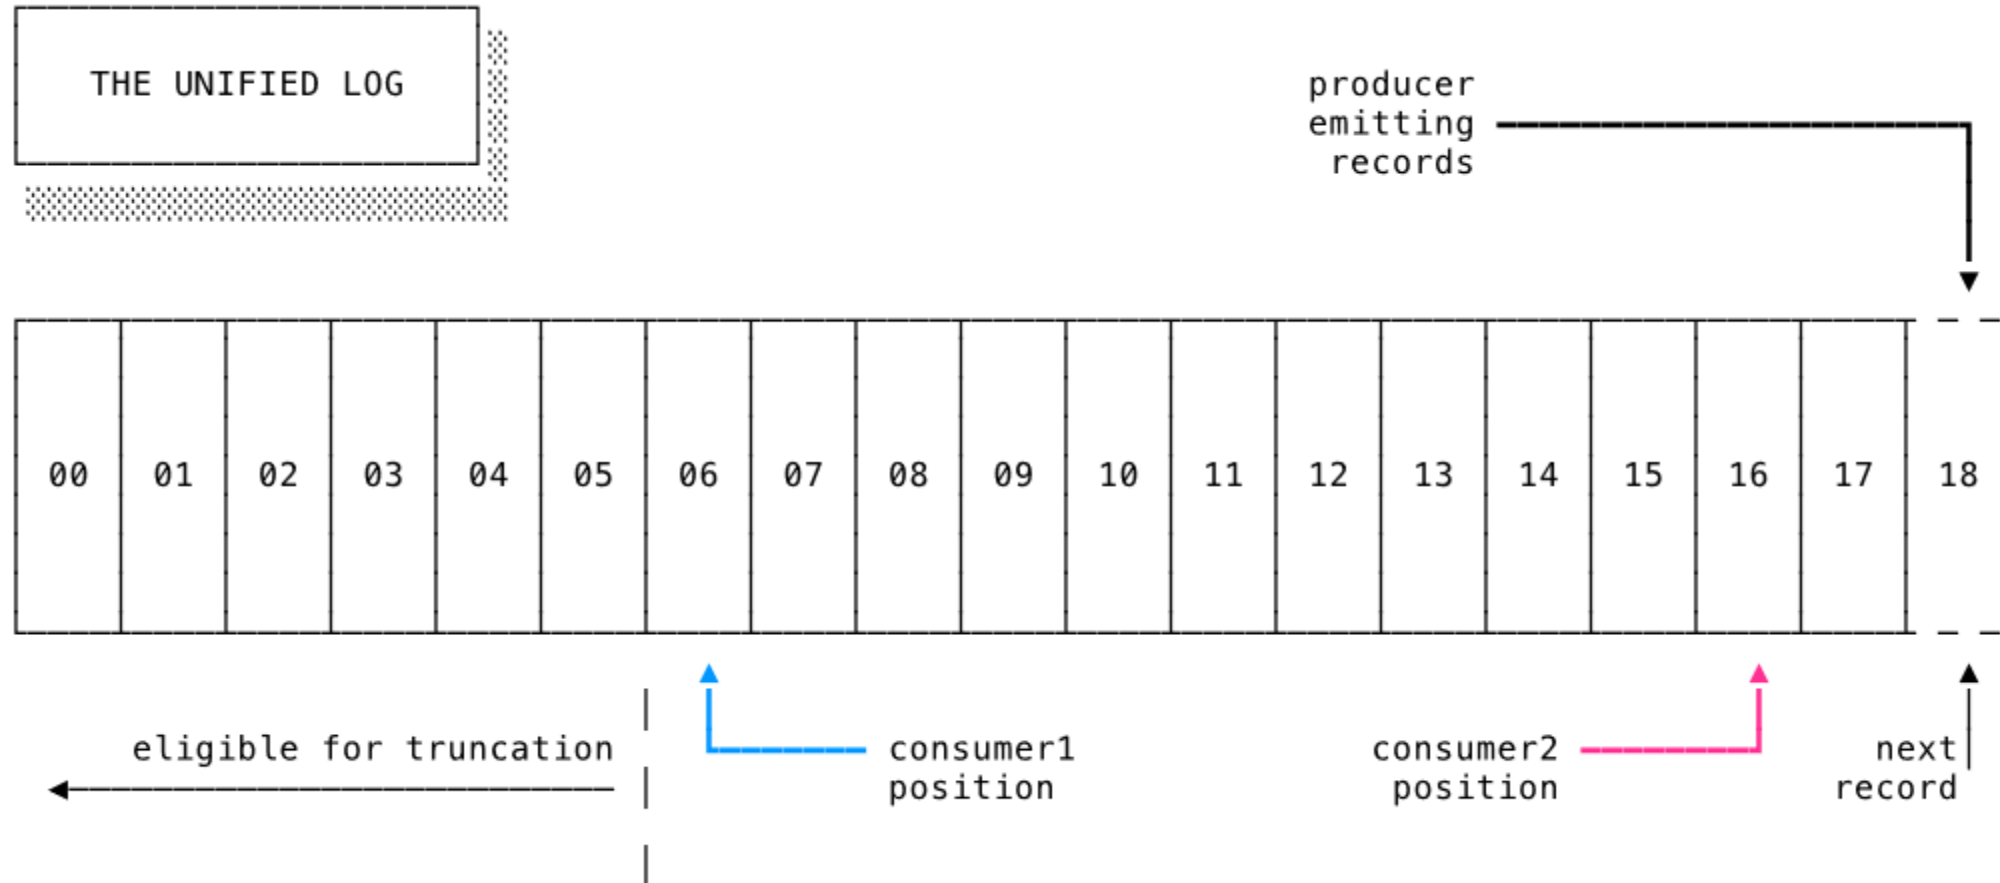 THE UNIFIED LOG
producer
emitting
records
00 01 02 03 04 05 06 07 08 09 10 11 12 13 14 15 16 17 18
eligible for truncation
consumer1
position
consumer2
position
next
record